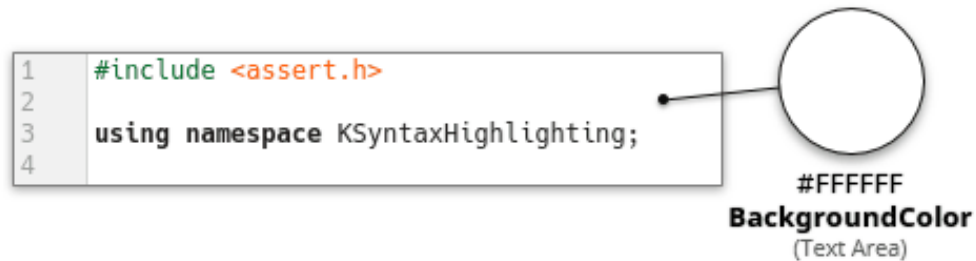 1 #include <assert.h>
2
3 using namespace KSyntaxHighlighting;
4
#FFFFFF
BackgroundColor
(Text Area)